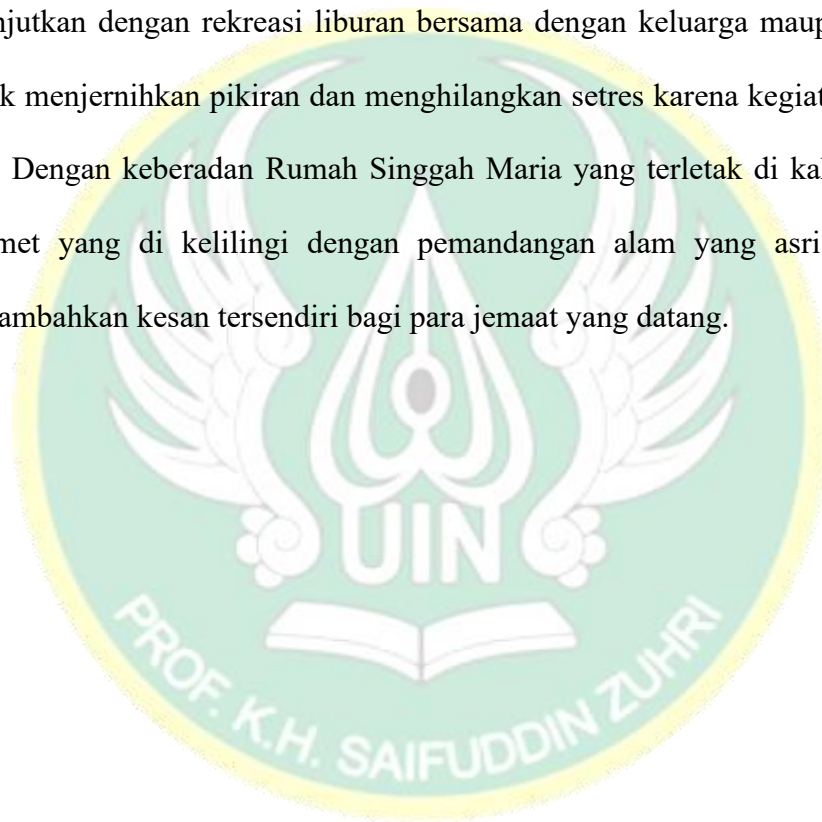 njutkan dengan rekreasi liburan bersama dengan keluarga maup
k menjernihkan pikiran dan menghilangkan setres karena kegiat
Dengan keberadan Rumah Singgah Maria yang terletak di kal
met yang di kelilingi dengan pemandangan alam yang asri
ambahkan kesan tersendiri bagi para jemaat yang datang.
UIN
PROF. K.H. SAIFUDDIN ZUHRI